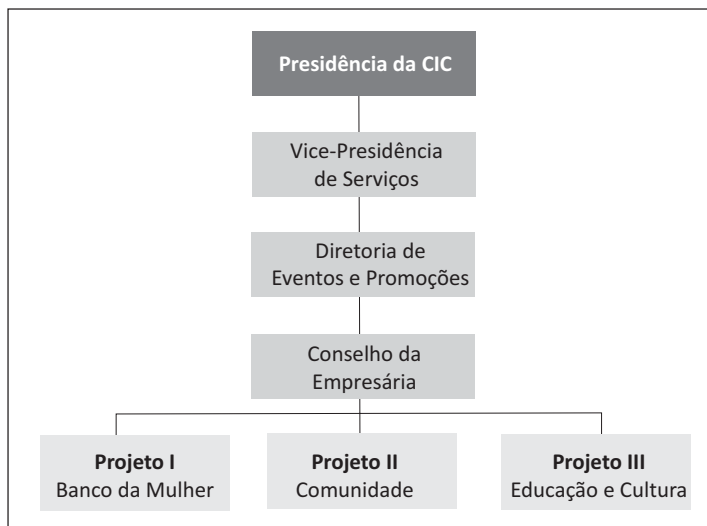 Presidência da CIC
Vice-Presidência
de Serviços
Diretoria de
Eventos e Promoções
Conselho da
Empresária
Projeto I
Banco da Mulher
Projeto II
Comunidade
Projeto III
Educação e Cultura